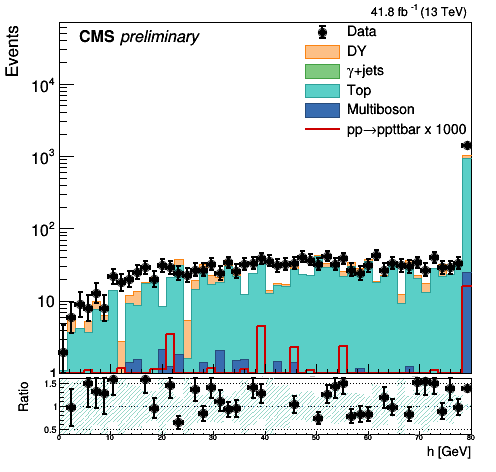 41.8 fb⁻¹ (13 TeV)
CMS preliminary
Events
Data
DY
γ+jets
Top
Multiboson
pp→ppttbar x 1000
10⁴
10³
10²
10
1
Ratio
1.5
1.0
0.5
0 10 20 30 40 50 60 70 80
h [GeV]